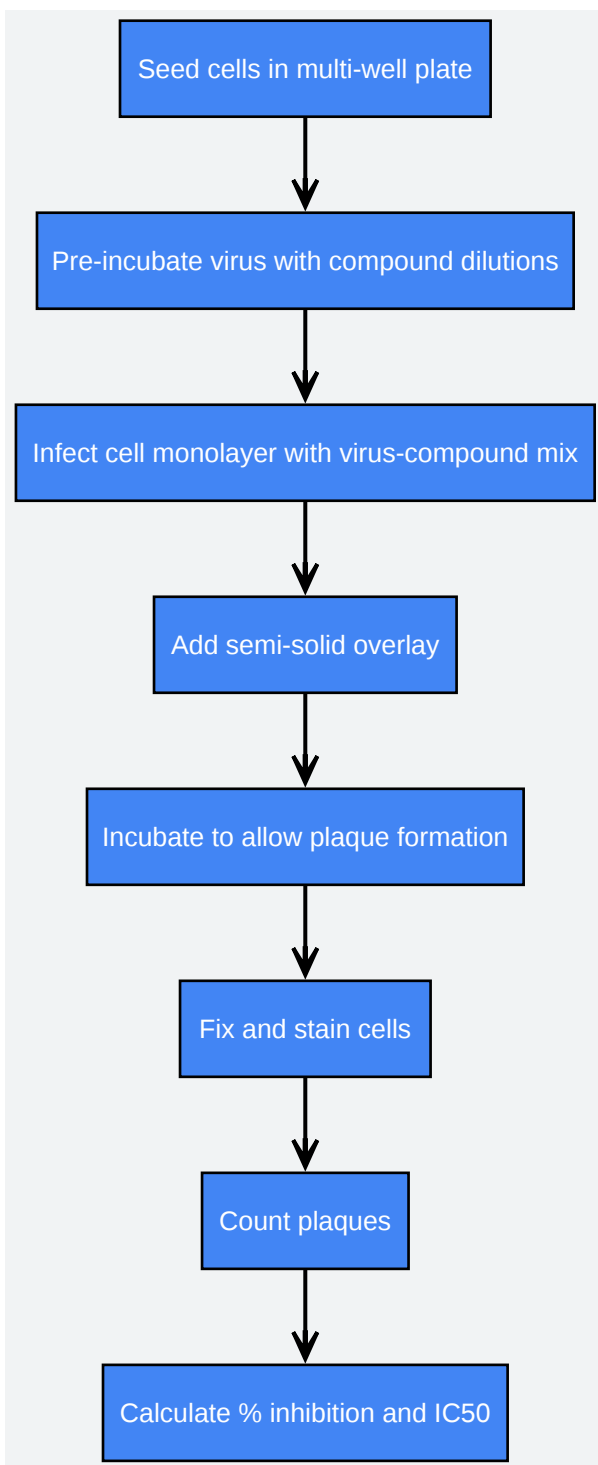 Seed cells in multi-well plate
Pre-incubate virus with compound dilutions
Infect cell monolayer with virus-compound mix
Add semi-solid overlay
Incubate to allow plaque formation
Fix and stain cells
Count plaques
Calculate % inhibition and IC50